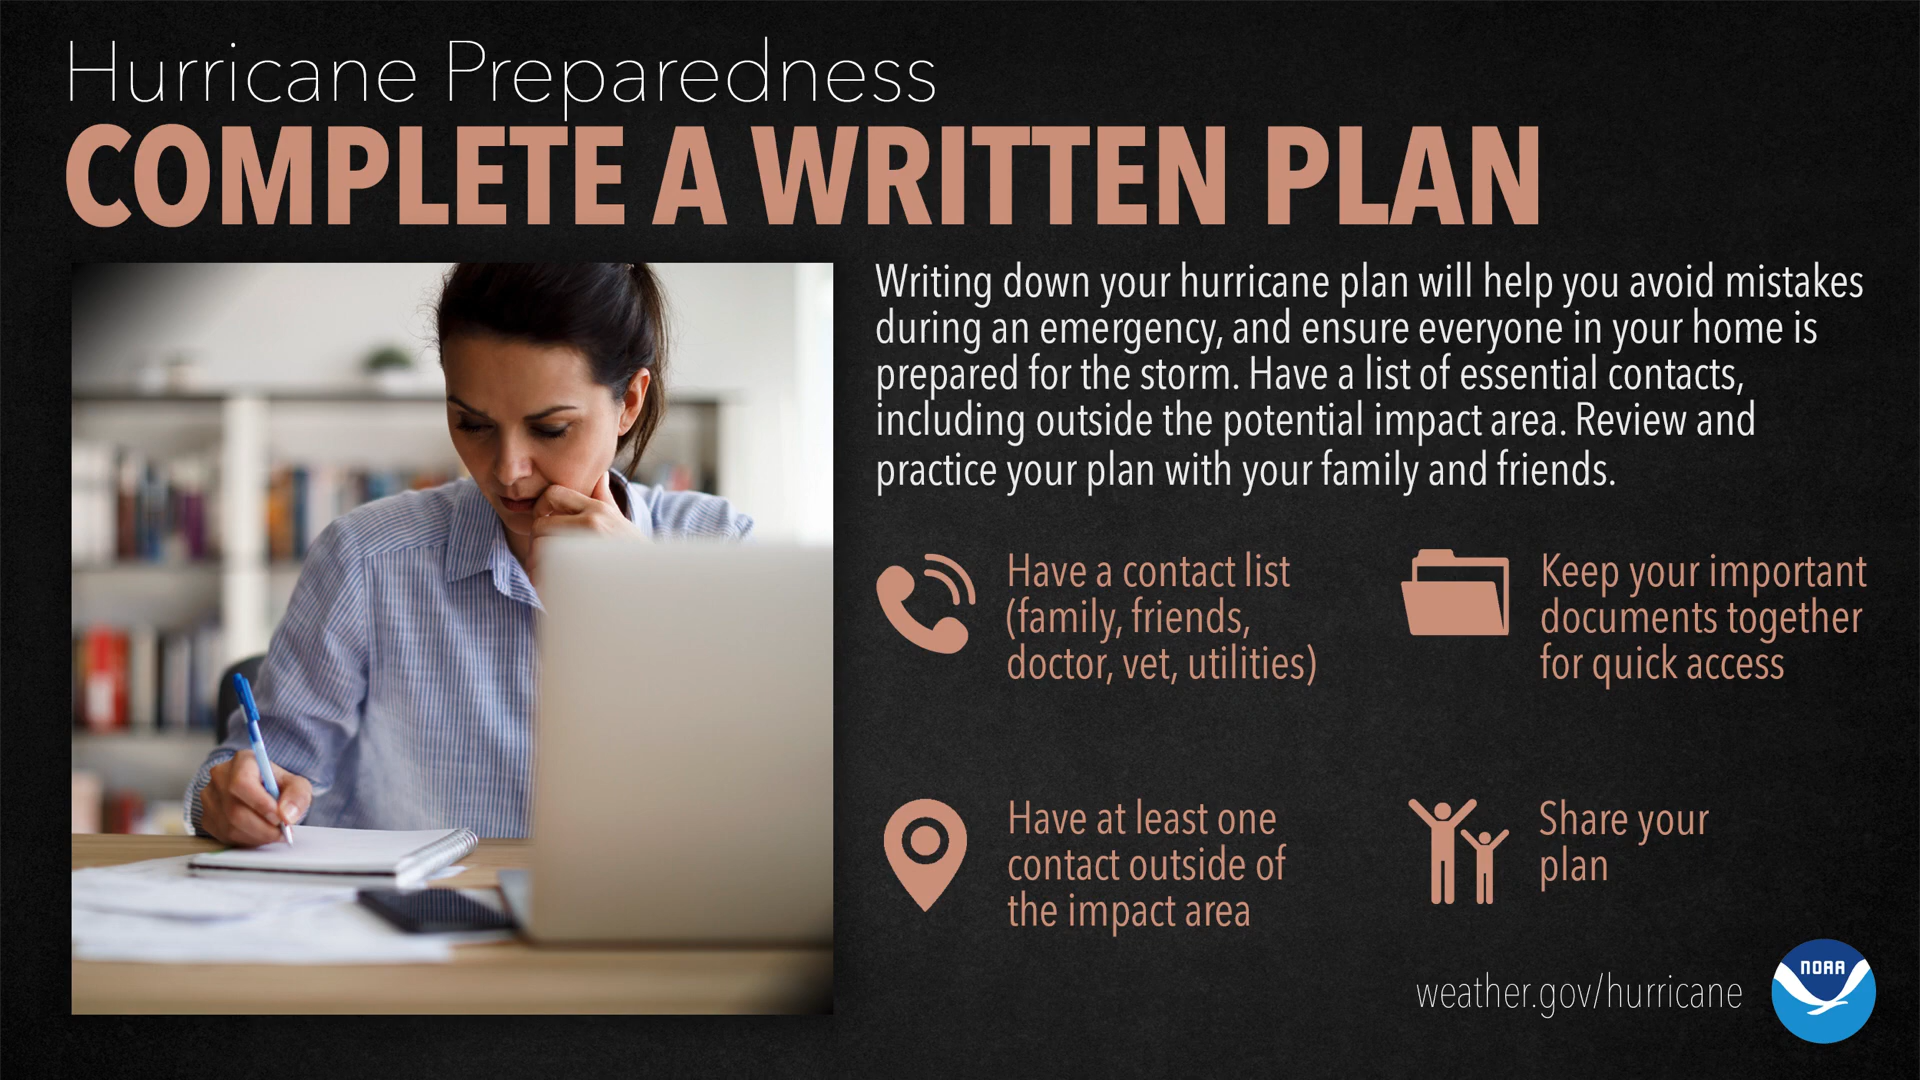 Hurricane Preparedness
COMPLETE A WRITTEN PLAN
Writing down your hurricane plan will help you avoid mistakes
during an emergency, and ensure everyone in your home is
prepared for the storm. Have a list of essential contacts,
including outside the potential impact area. Review and
practice your plan with your family and friends.
Have a contact list
(family, friends,
doctor, vet, utilities)
Keep your important
documents together
for quick access
Have at least one
contact outside of
the impact area
Share your
plan
weather.gov/hurricane
NOAA